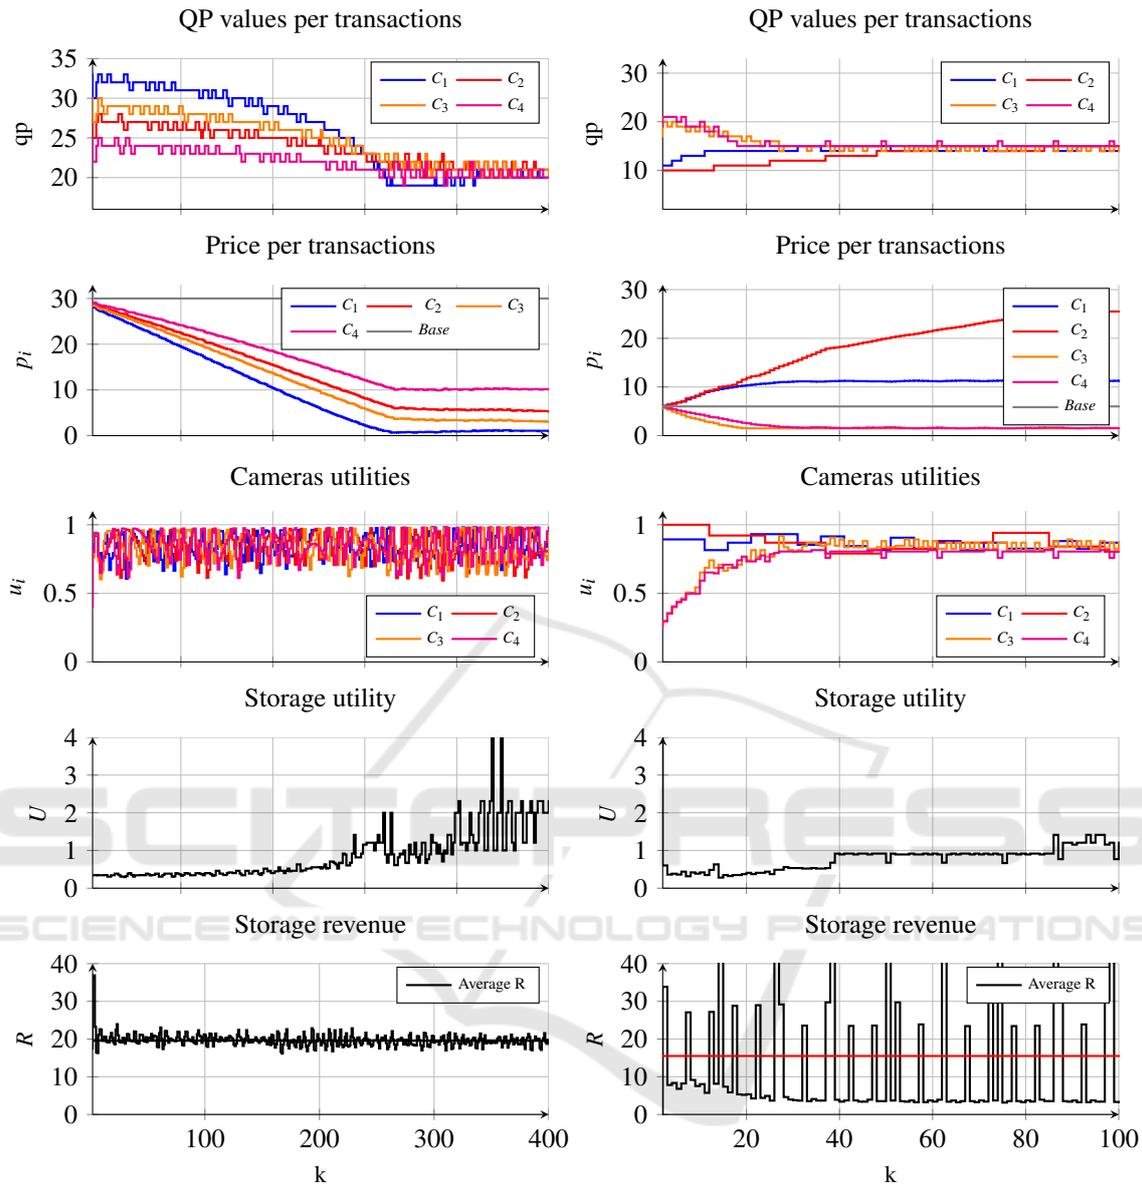 QP values per transactions
35
30
25
20
qp
C1 C2
C3 C4
Price per transactions
30
20
10
0
pi
C1 C2 C3
C4 Base
Cameras utilities
1
0.5
0
ui
C1 C2
C3 C4
Storage utility
4
3
2
1
0
U
Storage revenue
40
30
20
10
0
R
Average R
100 200 300 400
k
QP values per transactions
30
20
10
qp
C1 C2
C3 C4
Price per transactions
30
20
10
0
pi
C1
C2
C3
C4
Base
Cameras utilities
1
0.5
0
ui
C1 C2
C3 C4
Storage utility
4
3
2
1
0
U
Storage revenue
40
30
20
10
0
R
Average R
20 40 60 80 100
k
SCITEPRESS
SCIENCE AND TECHNOLOGY PUBLICATIONS